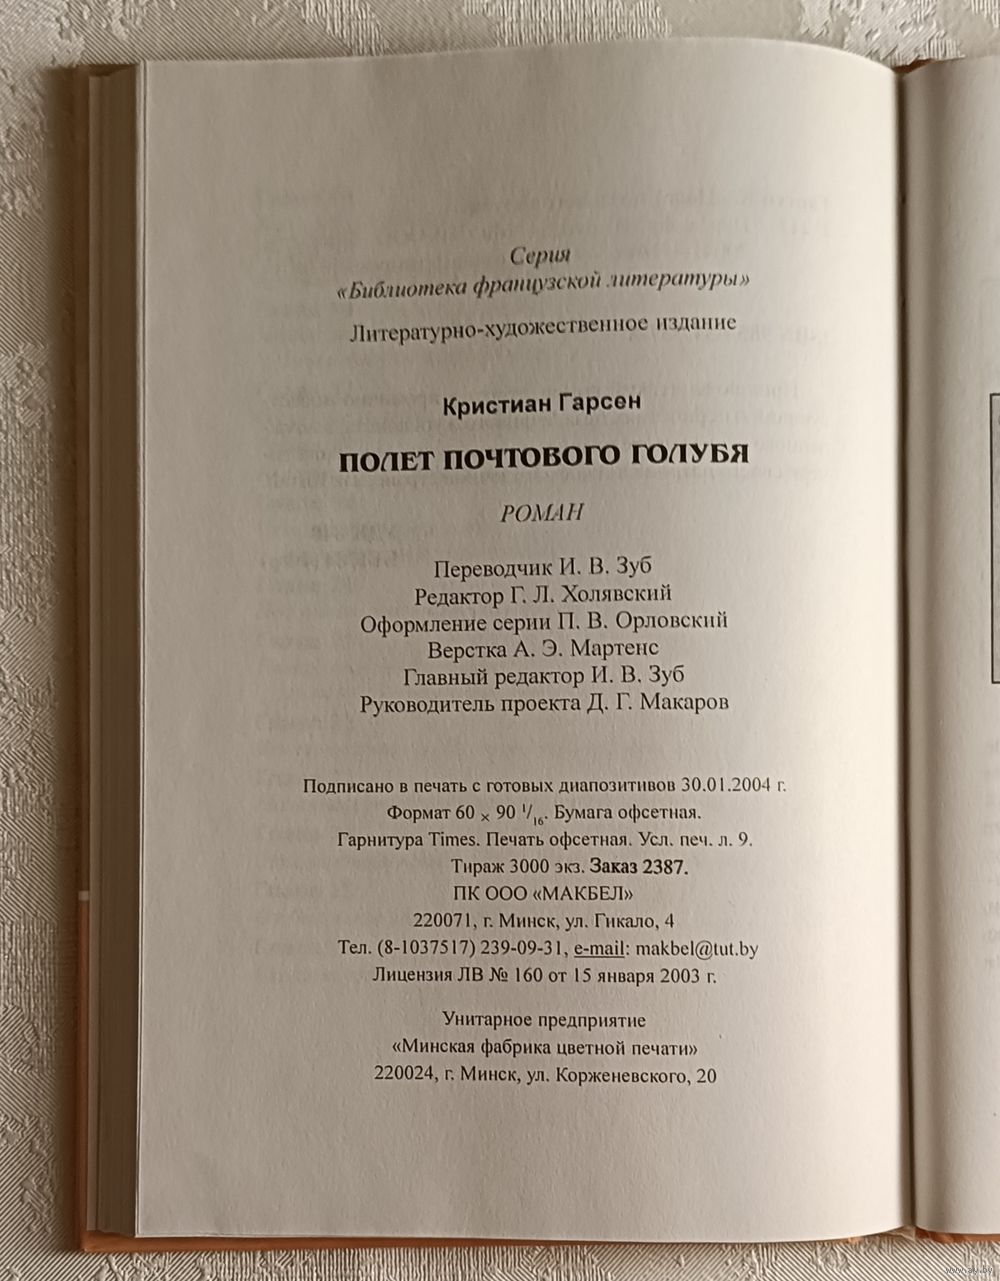 Серия
«Библиотека французской литературы»
Литературно-художественное издание
Кристиан Гарсен
ПОЛЕТ ПОЧТОВОГО ГОЛУБЯ
РОМАН
Переводчик И. В. Зуб
Редактор Г. Л. Холявский
Оформление серии П. В. Орловский
Верстка А. Э. Мартенс
Главный редактор И. В. Зуб
Руководитель проекта Д. Г. Макаров
Подписано в печать с готовых диапозитивов 30.01.2004 г.
Формат 60 × 90 1/16. Бумага офсетная.
Гарнитура Times. Печать офсетная. Усл. печ. л. 9.
Тираж 3000 экз. Заказ 2387.
ПК ООО «МАКБЕЛ»
220071, г. Минск, ул. Гикало, 4
Тел. (8-1037517) 239-09-31, e-mail: makbel@tut.by
Лицензия ЛВ № 160 от 15 января 2003 г.
Унитарное предприятие
«Минская фабрика цветной печати»
220024, г. Минск, ул. Корженевского, 20
www.ay.by